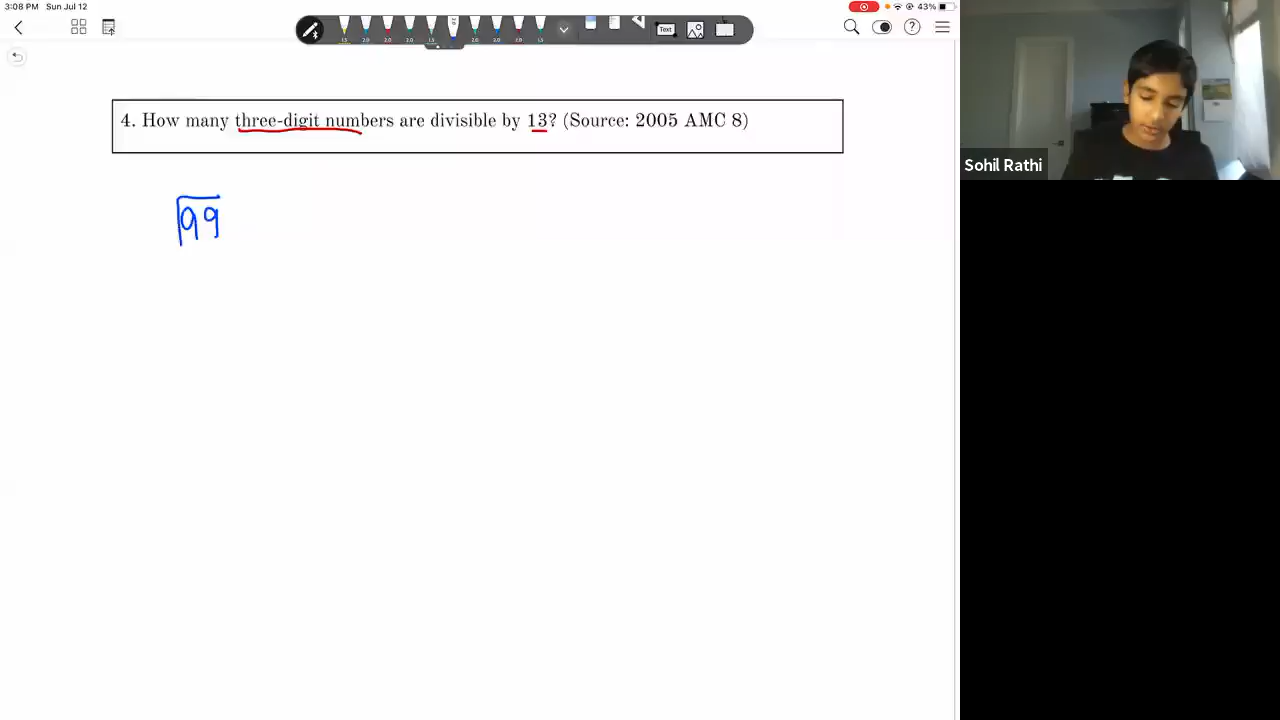 3:08 PM Sun Jul 12
43%
Text
4. How many three-digit numbers are divisible by 13? (Source: 2005 AMC 8)
99
Sohil Rathi